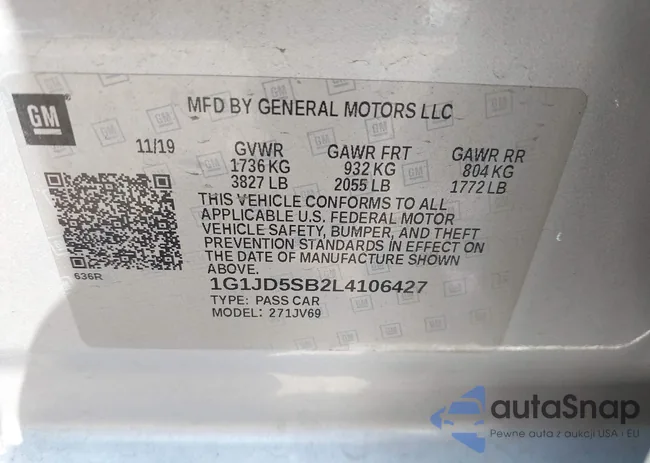 GM
MFD BY GENERAL MOTORS LLC
11/19 GVWR GAWR FRT GAWR RR
1736 KG 932 KG 804 KG
3827 LB 2055 LB 1772 LB
THIS VEHICLE CONFORMS TO ALL
APPLICABLE U.S. FEDERAL MOTOR
VEHICLE SAFETY, BUMPER, AND THEFT
PREVENTION STANDARDS IN EFFECT ON
THE DATE OF MANUFACTURE SHOWN
ABOVE.
636R
1G1JD5SB2L4106427
TYPE: PASS CAR
MODEL: 271JV69
autaSnap
Pewne auta z aukcji USA i EU